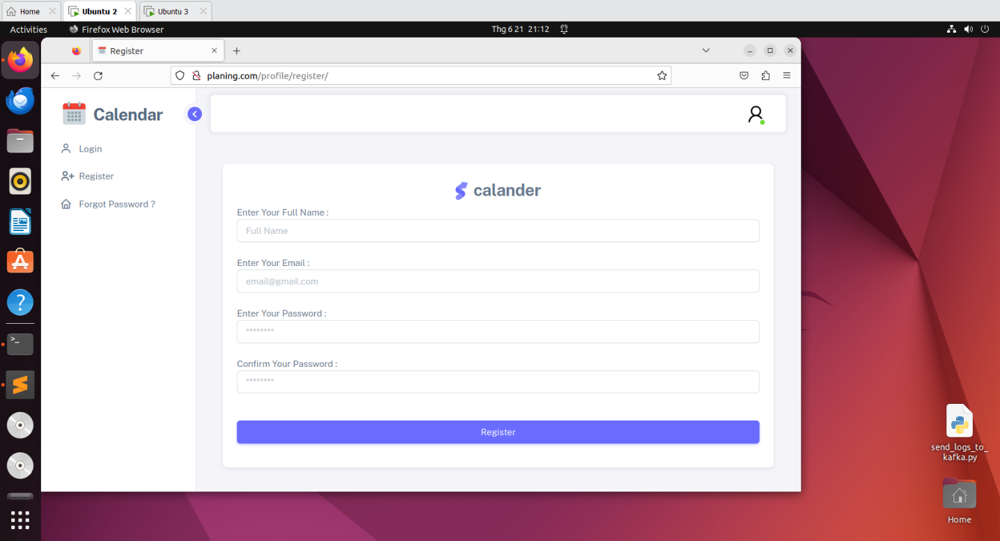 Home
Ubuntu 2
Ubuntu 3
Activities
Firefox Web Browser
Thg 6 21 21:12
Register
planing.com/profile/register/
Calendar
Login
Register
Forgot Password ?
calander
Enter Your Full Name :
Full Name
Enter Your Email :
email@gmail.com
Enter Your Password :
********
Confirm Your Password :
********
Register
send_logs_to_
kafka.py
Home